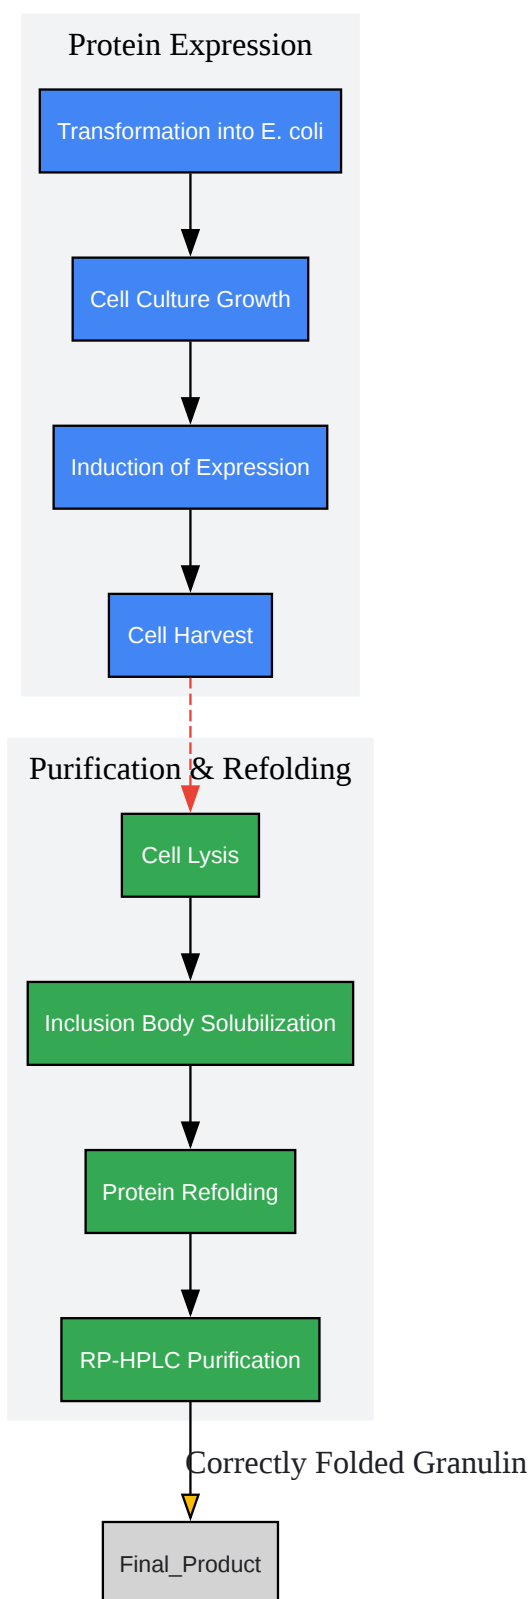 Protein Expression
Transformation into E. coli
Cell Culture Growth
Induction of Expression
Cell Harvest
Purification & Refolding
Cell Lysis
Inclusion Body Solubilization
Protein Refolding
RP-HPLC Purification
Correctly Folded Granulin
Final_Product